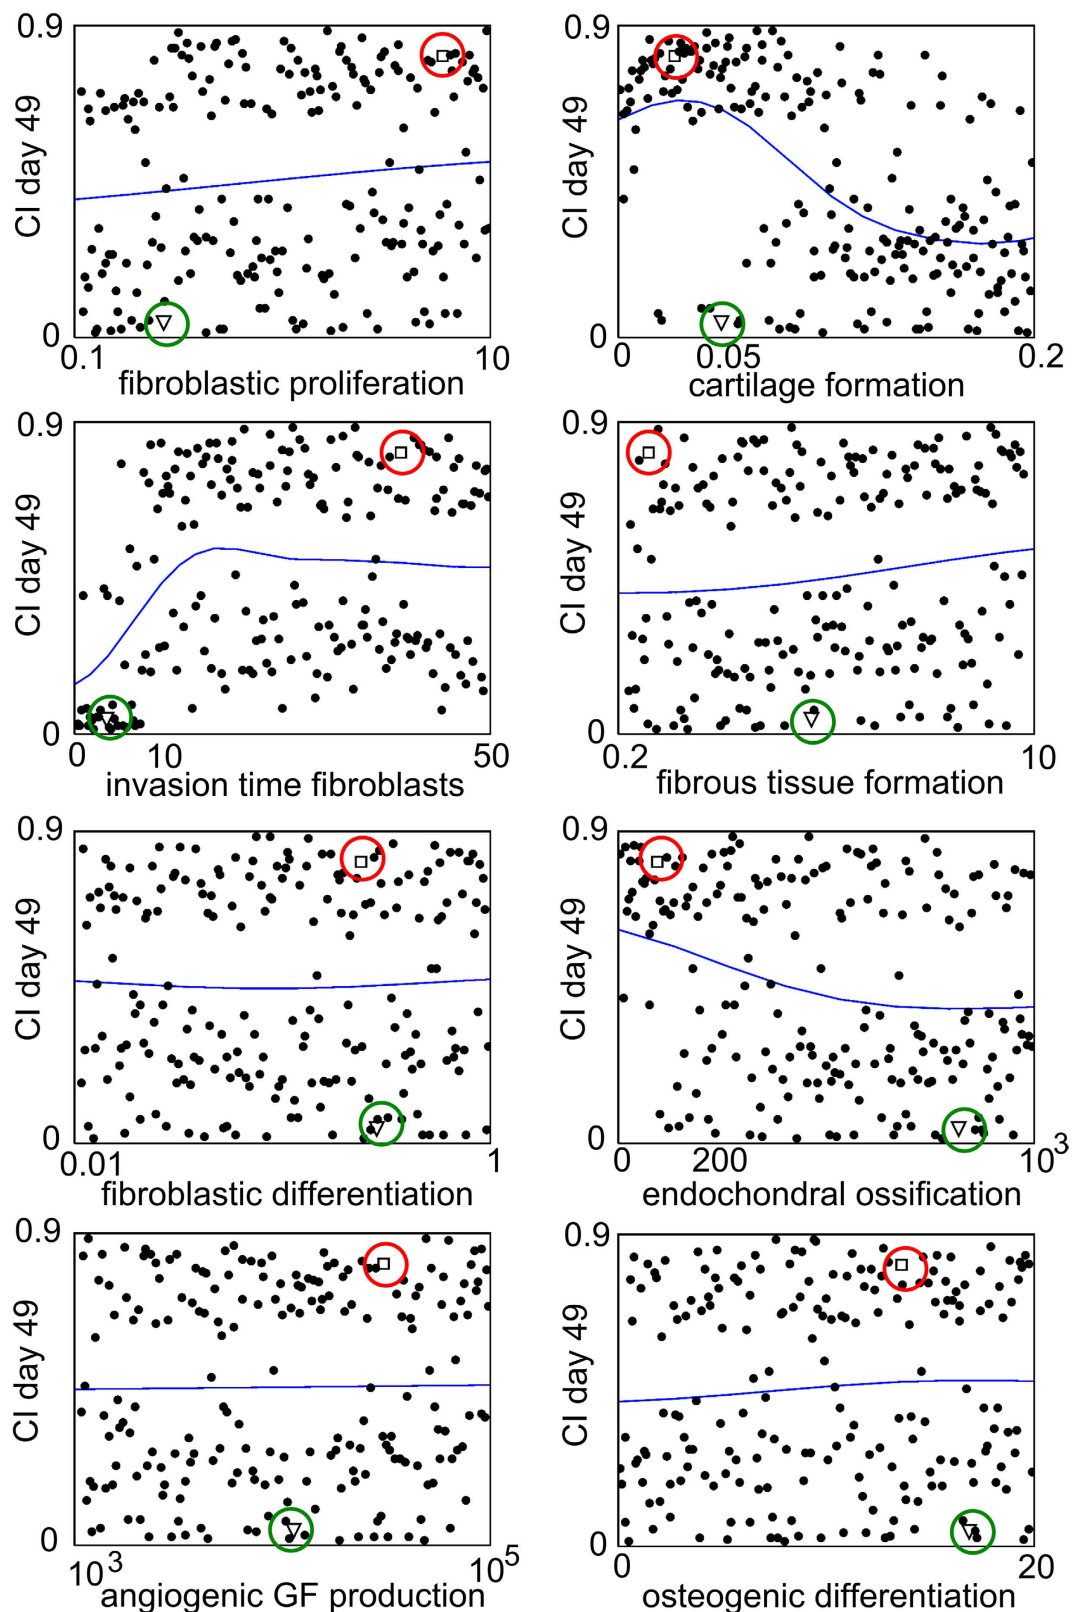 0.9
CI day 49
0
0.1
10
fibroblastic proliferation
0.9
CI day 49
0
0
0.05
0.2
cartilage formation
0.9
CI day 49
0
0
10
50
invasion time fibroblasts
0.9
CI day 49
0
0.2
10
fibrous tissue formation
0.9
CI day 49
0
0.01
1
fibroblastic differentiation
0.9
CI day 49
0
0
200
10³
endochondral ossification
0.9
CI day 49
0
10³
10⁵
angiogenic GF production
0.9
CI day 49
0
0
20
osteogenic differentiation